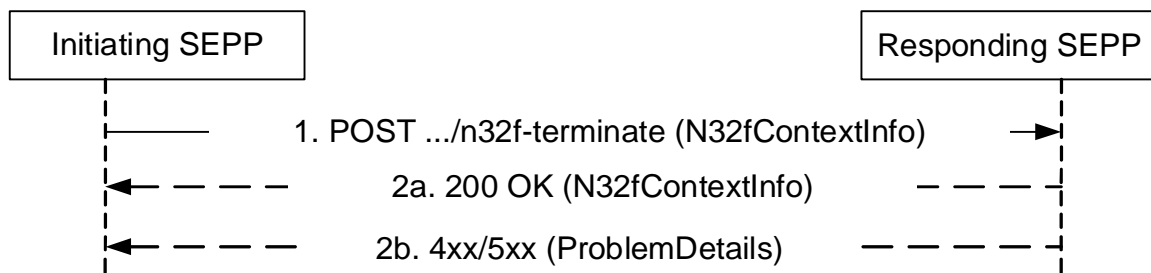 Initiating SEPP
Responding SEPP
1. POST .../n32f-terminate (N32fContextInfo)
2a. 200 OK (N32fContextInfo)
2b. 4xx/5xx (ProblemDetails)